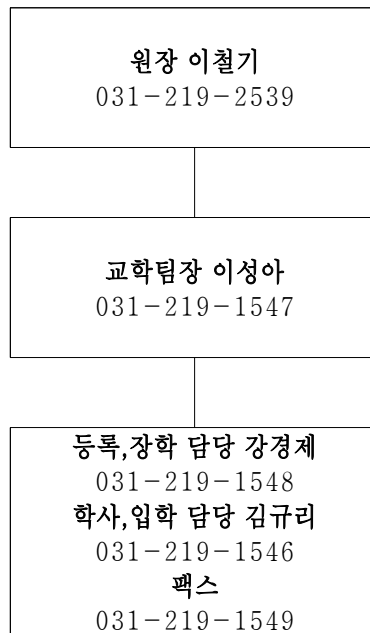 원장 이철기
031-219-2539
교학팀장 이성아
031-219-1547
등록,장학 담당 강경제
031-219-1548
학사,입학 담당 김규리
031-219-1546
팩스
031-219-1549